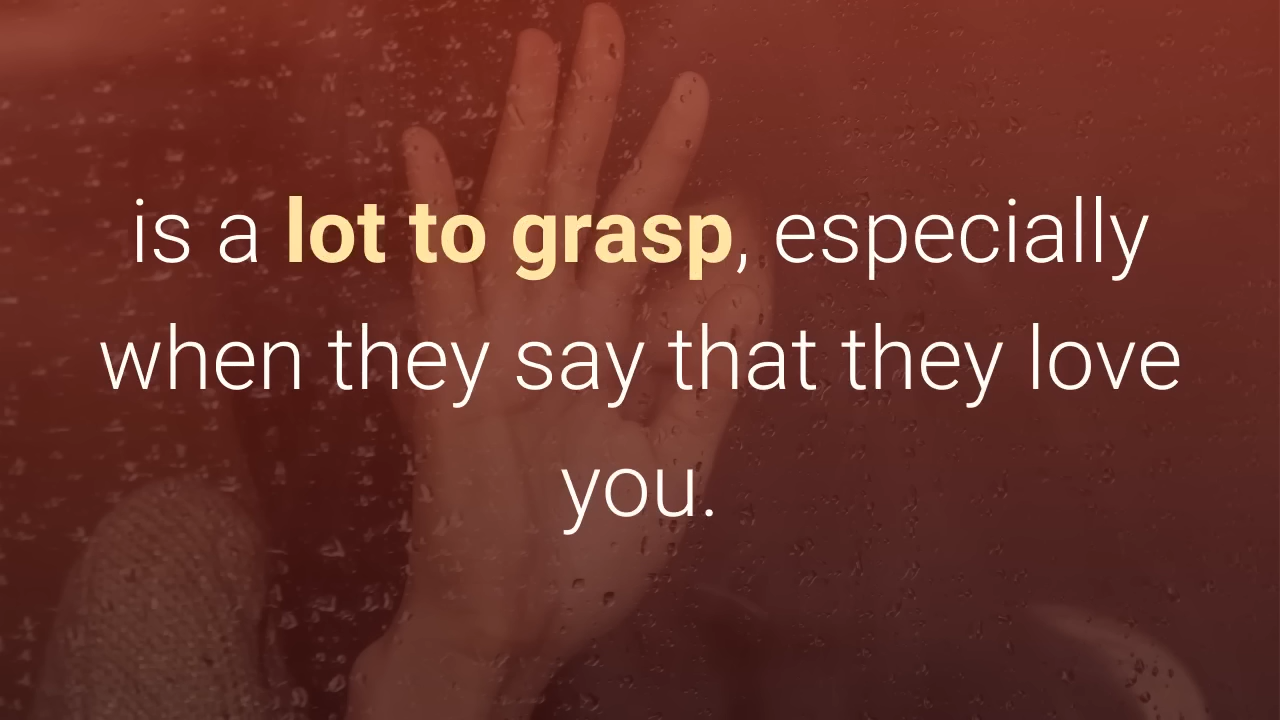 is a lot to grasp, especially
when they say that they love
you.